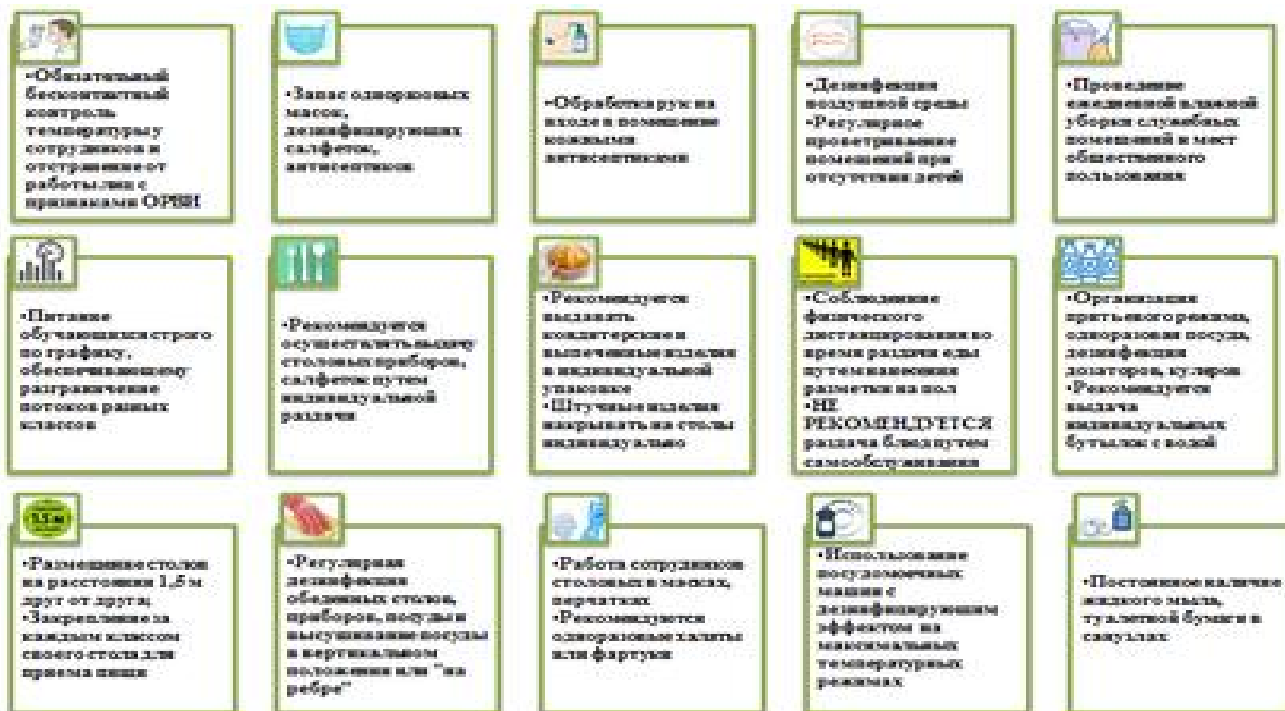 •Обязательный
бесконтактный
контроль
температуры у
сотрудников и
отстранение от
работы лиц с
признаками ОРВИ
•Запас одноразовых
масок,
дезинфицирующих
салфеток,
антисептиков
•Обработка рук на
входе в помещение
кожными
антисептиками
•Дезинфекция
воздушной среды
•Регулярное
проветривание
помещений при
отсутствии детей
•Проведение
ежедневной влажной
уборки служебных
помещений и мест
общественного
пользования
•Питание
обучающихся строго
по графику,
обеспечивающему
разграничение
потоков разных
классов
•Рекомендуется
осуществлять выдачу
столовых приборов,
салфеток путем
индивидуальной
раздачи
•Рекомендуется
выдавать
кондитерские и
выпеченные изделия
в индивидуальной
упаковке
•Штучные изделия
накрывать на столы
индивидуально
•Соблюдение
физического
дистанцирования во
время раздачи еды
путем нанесения
разметки на пол
•НЕ
РЕКОМЕНДУЕТСЯ
раздача блюд путем
самообслуживания
•Организация
питьевого режима,
одноразовая посуда,
дезинфекция
дозаторов, кулеров
•Рекомендуется
выдача
индивидуальных
бутылок с водой
1,5 м
•Размещение столов
на расстоянии 1,5 м
друг от друга;
•Закрепление за
каждым классом
своего стола для
приема пищи
•Регулярная
дезинфекция
обеденных столов,
приборов, посуды и
высушивание посуды
в вертикальном
положении или "на
ребре"
•Работа сотрудников
столовых в масках,
перчатках
•Рекомендуются
одноразовые халаты
или фартуки
•Использование
посудомоечных
машин с
дезинфицирующим
эффектом на
максимальных
температурных
режимах
•Постоянное наличие
жидкого мыла,
туалетной бумаги в
санузлах